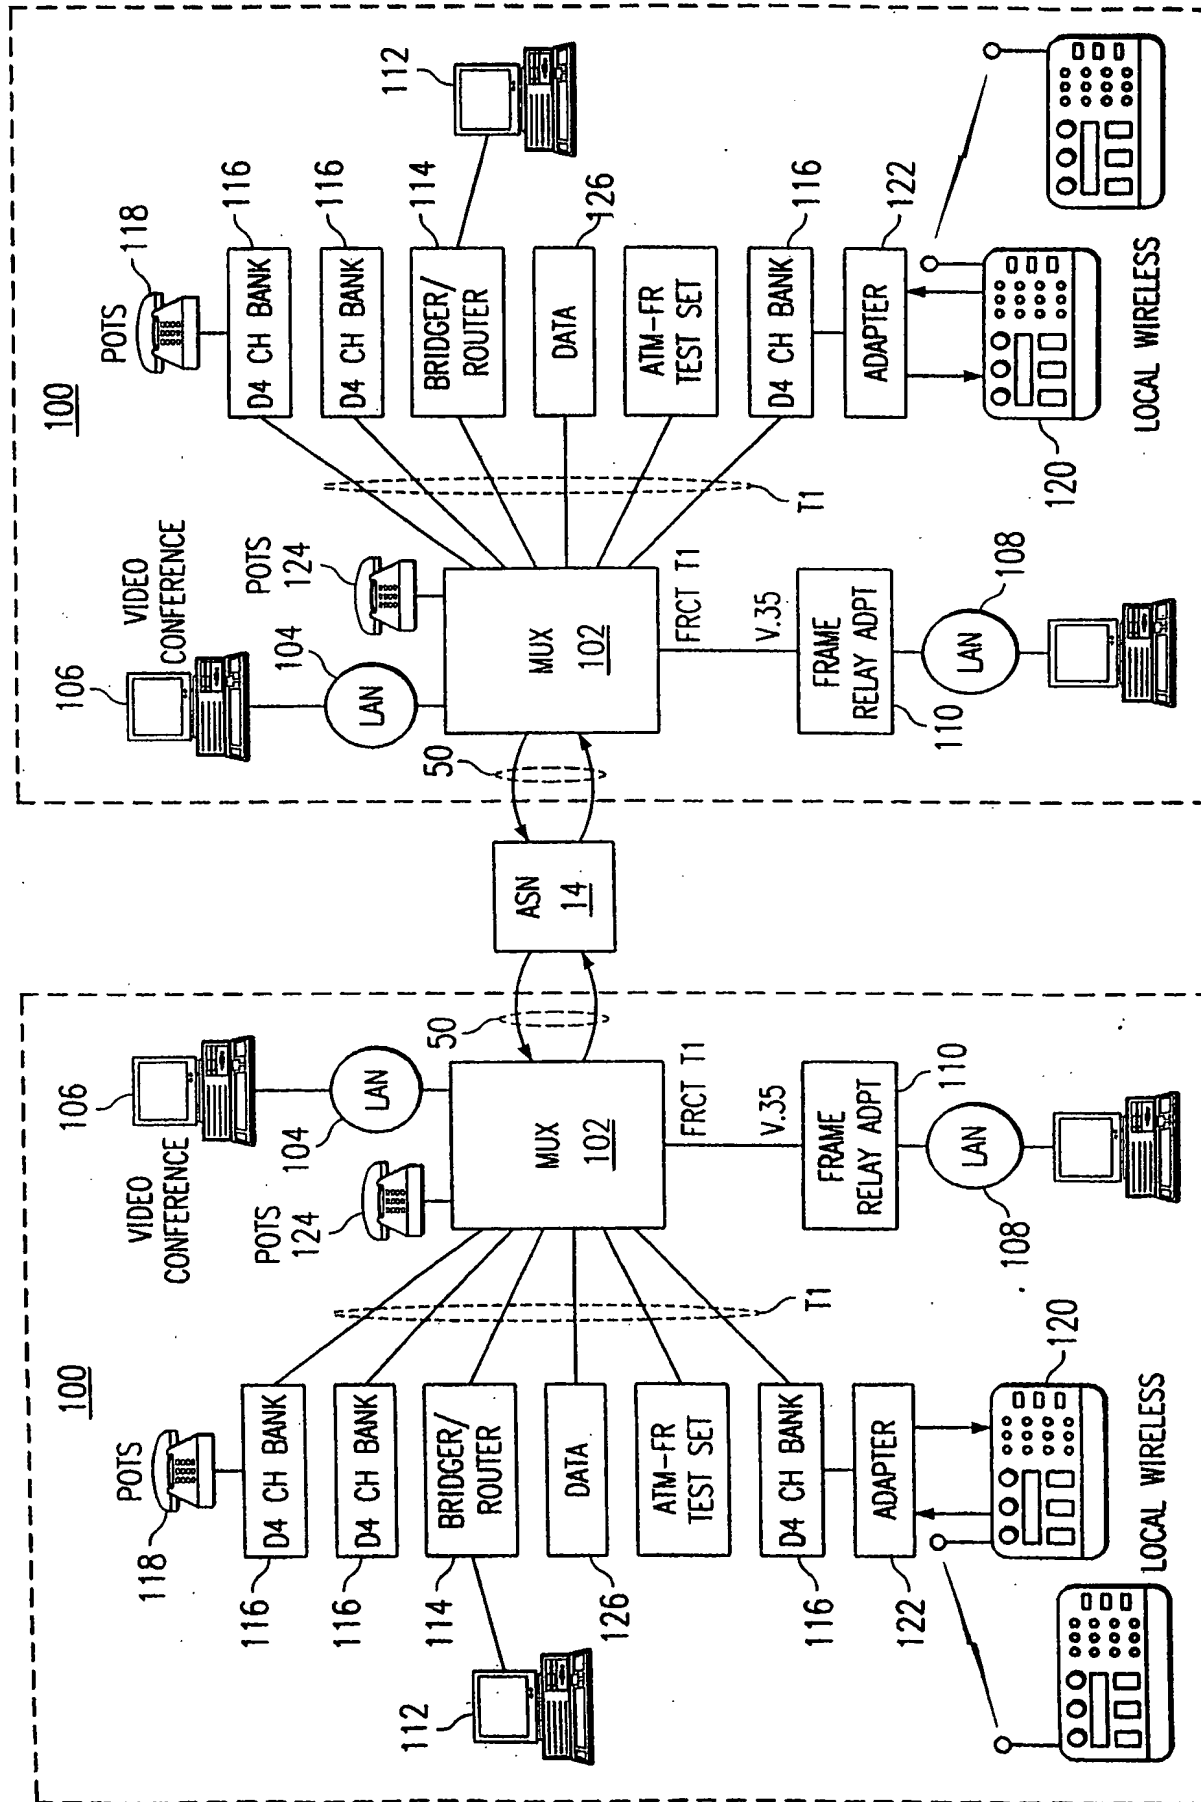 100
POTS
118
D4 CH BANK
116
D4 CH BANK
116
BRIDGER/
ROUTER
114
112
DATA
126
ATM-FR
TEST SET
D4 CH BANK
116
ADAPTER
122
120
LOCAL WIRELESS
T1
VIDEO
CONFERENCE
106
LAN
104
POTS
124
MUX
102
FRCT T1
V.35
FRAME
RELAY ADPT
110
LAN
108
50
ASN
14
50
100
VIDEO
CONFERENCE
106
LAN
104
POTS
124
MUX
102
FRCT T1
V.35
FRAME
RELAY ADPT
110
LAN
108
T1
POTS
118
D4 CH BANK
116
D4 CH BANK
116
BRIDGER/
ROUTER
114
112
DATA
126
ATM-FR
TEST SET
D4 CH BANK
116
ADAPTER
122
120
LOCAL WIRELESS